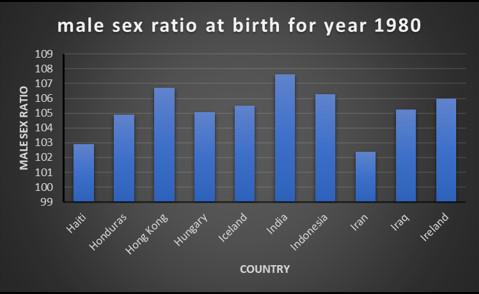 male sex ratio at birth for year 1980
109
108
107
106
105
104
103
102
101
100
99
MALE SEX RATIO
Haiti
Honduras
Hong Kong
Hungary
Iceland
India
Indonesia
Iran
Iraq
Ireland
COUNTRY